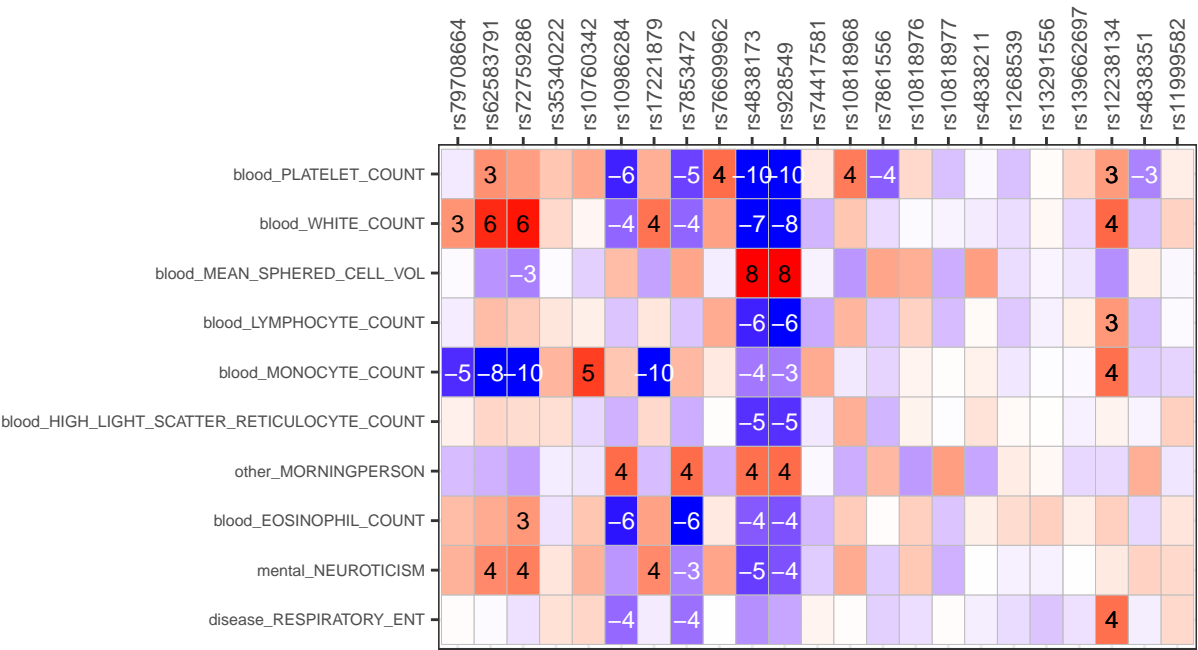 rs79708664 rs62583791 rs72759286 rs35340222 rs10760342 rs10986284 rs17221879 rs7853472 rs76699962 rs4838173 rs928549 rs74417581 rs10818968 rs7861556 rs10818976 rs10818977 rs4838211 rs1268539 rs13291556 rs139662697 rs12238134 rs4838351 rs11999582
blood_PLATELET_COUNT 3 −6 −5 4 −10 −10 4 −4 3 −3
blood_WHITE_COUNT 3 6 6 −4 4 −4 −7 −8 4
blood_MEAN_SPHERED_CELL_VOL −3 8 8
blood_LYMPHOCYTE_COUNT −6 −6 3
blood_MONOCYTE_COUNT −5 −8 −10 5 −10 −4 −3 4
blood_HIGH_LIGHT_SCATTER_RETICULOCYTE_COUNT −5 −5
other_MORNINGPERSON 4 4 4 4
blood_EOSINOPHIL_COUNT 3 −6 −6 −4 −4
mental_NEUROTICISM 4 4 4 −3 −5 −4
disease_RESPIRATORY_ENT −4 −4 4